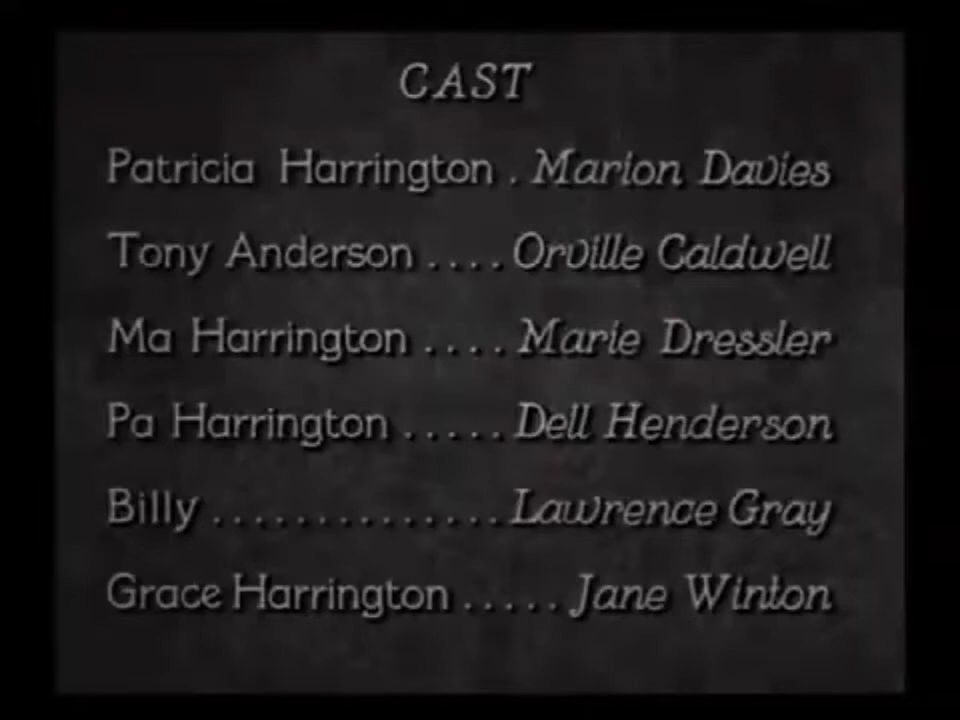 CAST
Patricia Harrington . Marion Davies
Tony Anderson .... Orville Caldwell
Ma Harrington .... Marie Dressler
Pa Harrington ..... Dell Henderson
Billy .............. Lawrence Gray
Grace Harrington ..... Jane Winton